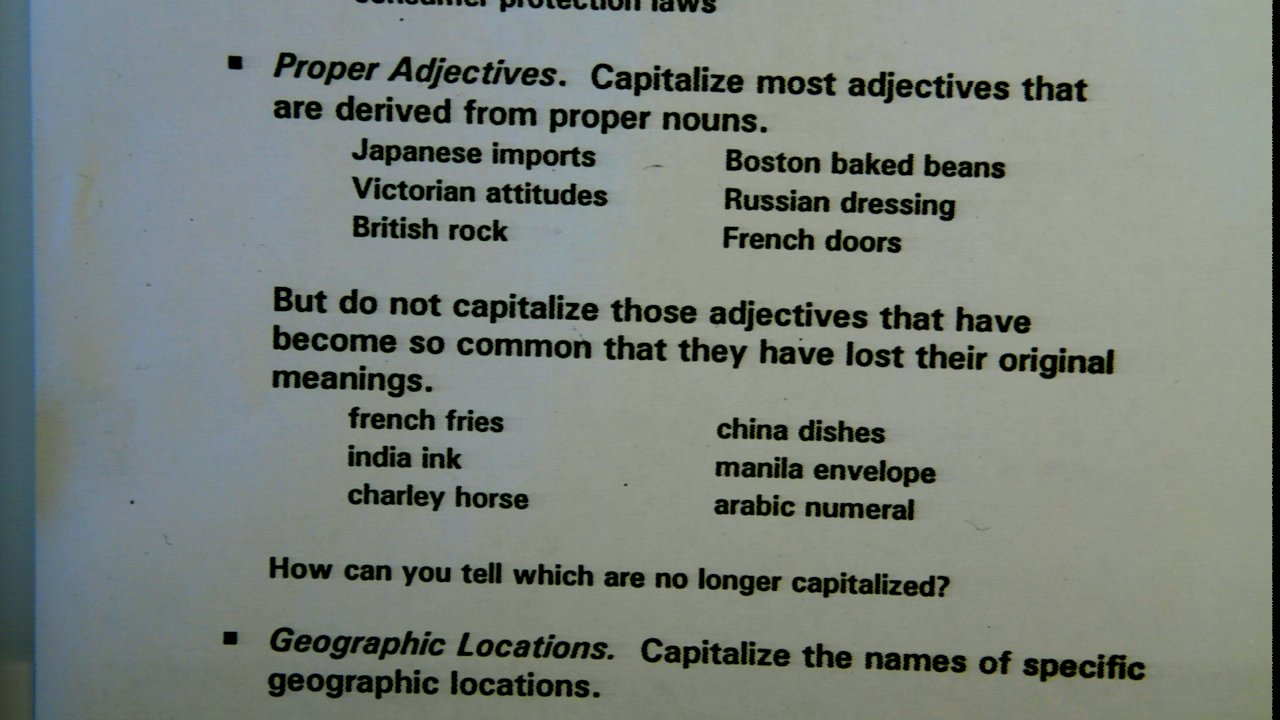 consumer protection laws
▪ Proper Adjectives. Capitalize most adjectives that
are derived from proper nouns.
Japanese imports Boston baked beans
Victorian attitudes Russian dressing
British rock French doors
But do not capitalize those adjectives that have
become so common that they have lost their original
meanings.
french fries china dishes
india ink manila envelope
charley horse arabic numeral
How can you tell which are no longer capitalized?
▪ Geographic Locations. Capitalize the names of specific
geographic locations.